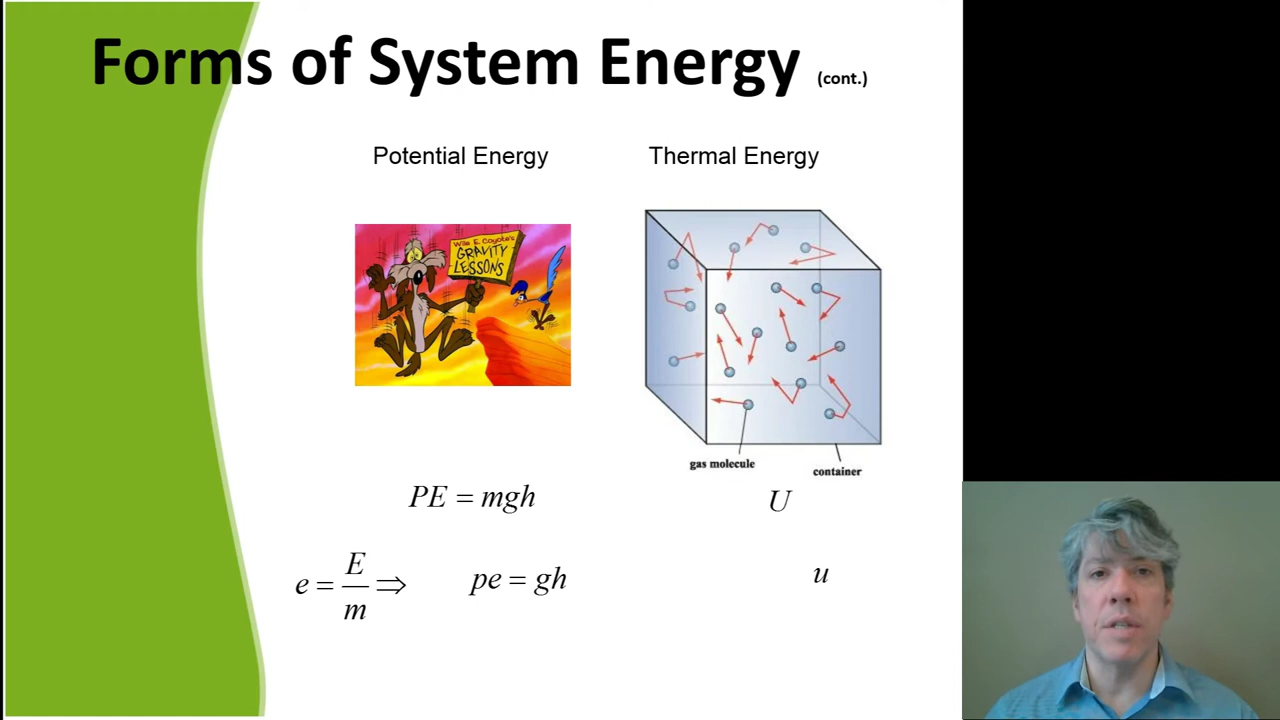 Forms of System Energy (cont.)
Potential Energy
Thermal Energy
Wile E. Coyote's
GRAVITY
LESSONS
gas molecule
container
PE = mgh
U
e = E/m ⇒
pe = gh
u